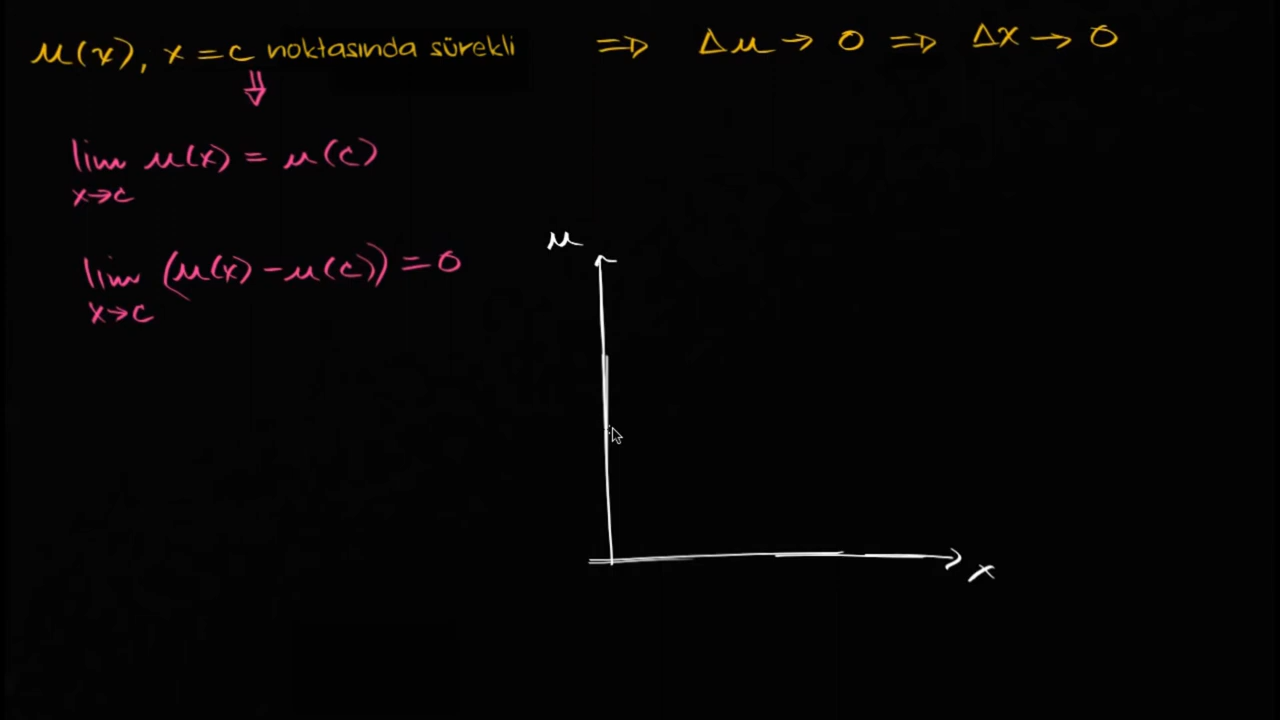 u(x), x = c noktasında sürekli ⇒ Δu → 0 ⇒ Δx → 0
⇓
lim u(x) = u(c)
x→c
lim (u(x) - u(c)) = 0
x→c
u
x